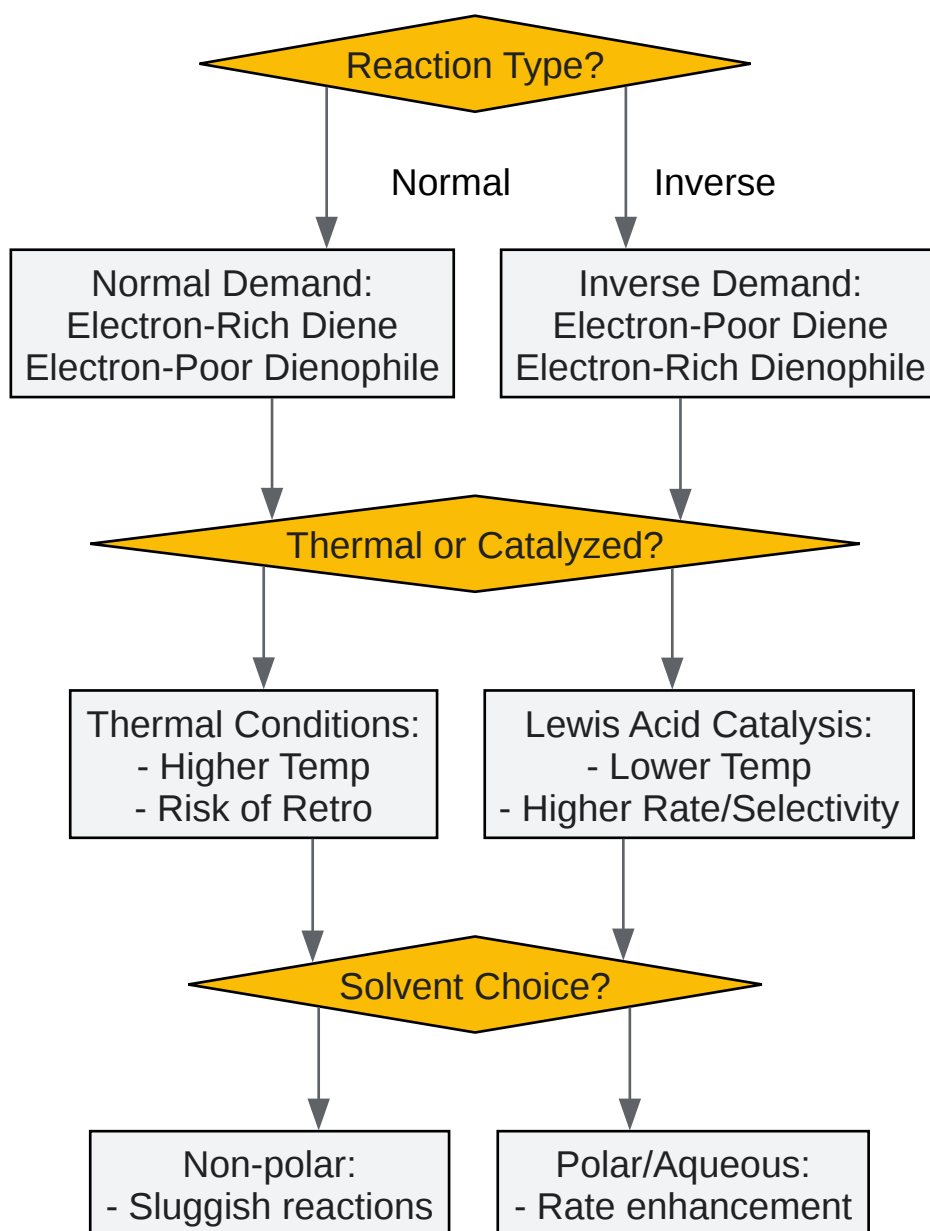 Reaction Type?
Normal
Inverse
Normal Demand:
Electron-Rich Diene
Electron-Poor Dienophile
Inverse Demand:
Electron-Poor Diene
Electron-Rich Dienophile
Thermal or Catalyzed?
Thermal Conditions:
- Higher Temp
- Risk of Retro
Lewis Acid Catalysis:
- Lower Temp
- Higher Rate/Selectivity
Solvent Choice?
Non-polar:
- Sluggish reactions
Polar/Aqueous:
- Rate enhancement